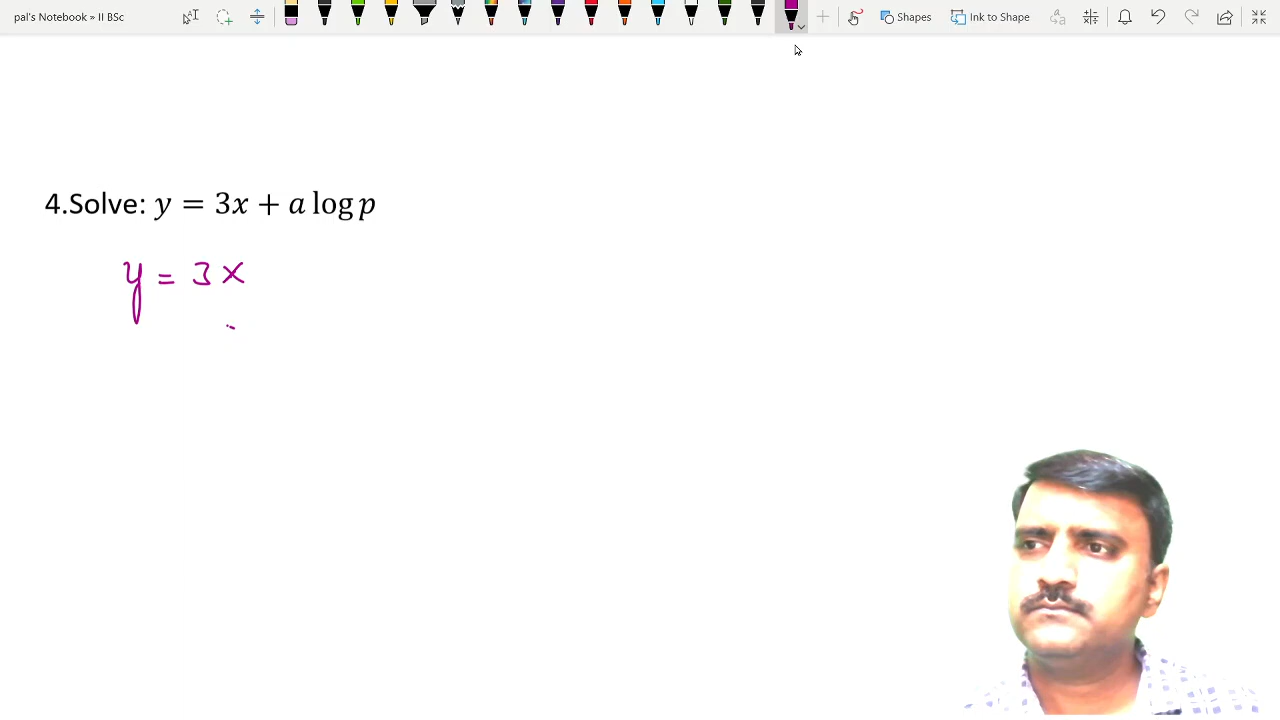 pal's Notebook » II BSc
Shapes
Ink to Shape
4.Solve: y = 3x + a log p
y = 3x